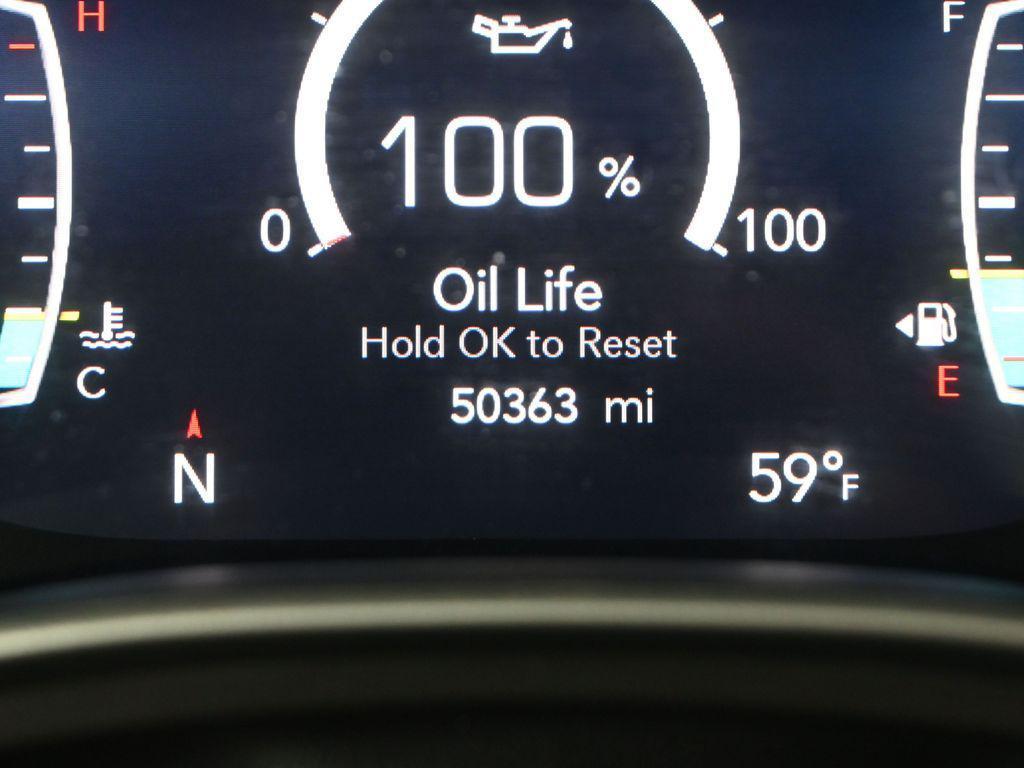 H
F
100 %
0
100
Oil Life
Hold OK to Reset
C
E
50363 mi
N
59°F